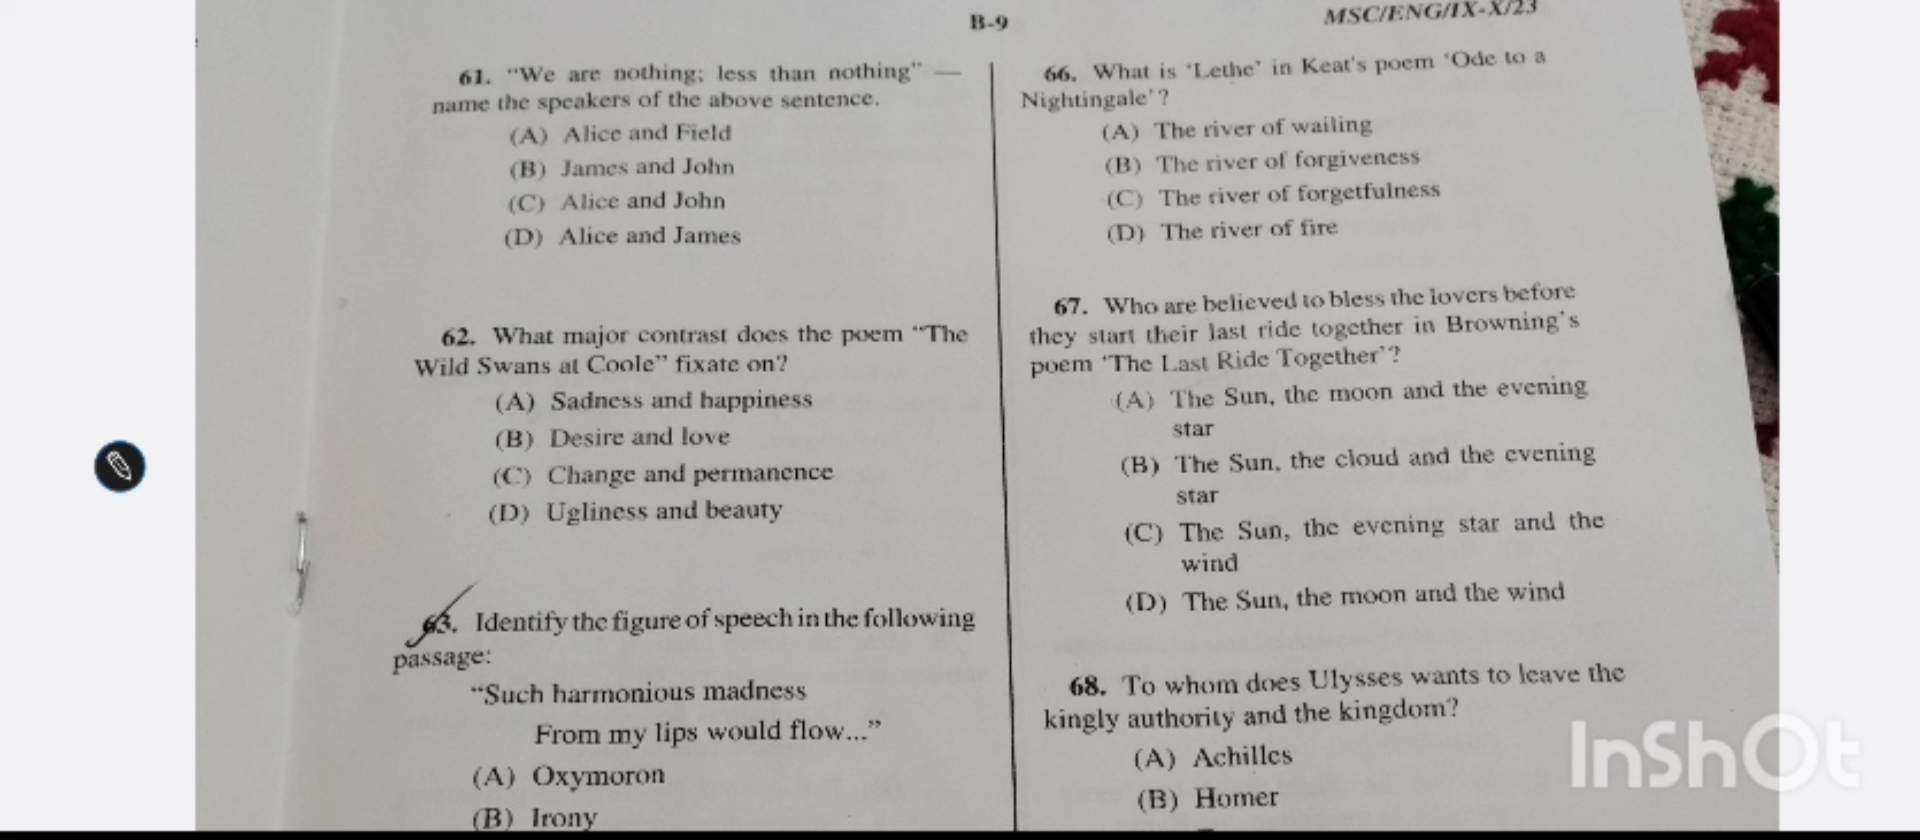 B-9
MSC/ENG/IX-X/23
61. “We are nothing; less than nothing” —
name the speakers of the above sentence.
(A) Alice and Field
(B) James and John
(C) Alice and John
(D) Alice and James
62. What major contrast does the poem “The
Wild Swans at Coole” fixate on?
(A) Sadness and happiness
(B) Desire and love
(C) Change and permanence
(D) Ugliness and beauty
63. Identify the figure of speech in the following
passage:
“Such harmonious madness
From my lips would flow...”
(A) Oxymoron
(B) Irony
66. What is ‘Lethe’ in Keat's poem ‘Ode to a
Nightingale’?
(A) The river of wailing
(B) The river of forgiveness
(C) The river of forgetfulness
(D) The river of fire
67. Who are believed to bless the lovers before
they start their last ride together in Browning's
poem ‘The Last Ride Together’?
(A) The Sun, the moon and the evening
star
(B) The Sun, the cloud and the evening
star
(C) The Sun, the evening star and the
wind
(D) The Sun, the moon and the wind
68. To whom does Ulysses wants to leave the
kingly authority and the kingdom?
(A) Achilles
(B) Homer
InShOt